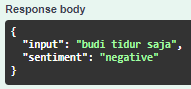 Response body
{
  "input": "budi tidur saja",
  "sentiment": "negative"
}